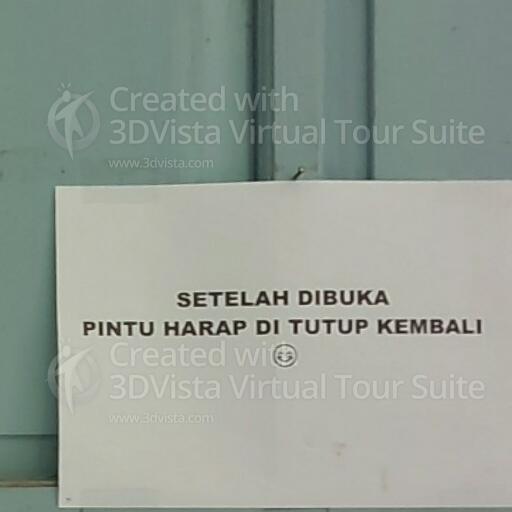 Created with
3DVista Virtual Tour Suite
www.3dvista.com
SETELAH DIBUKA
PINTU HARAP DI TUTUP KEMBALI
Created with
3DVista Virtual Tour Suite
www.3dvista.com